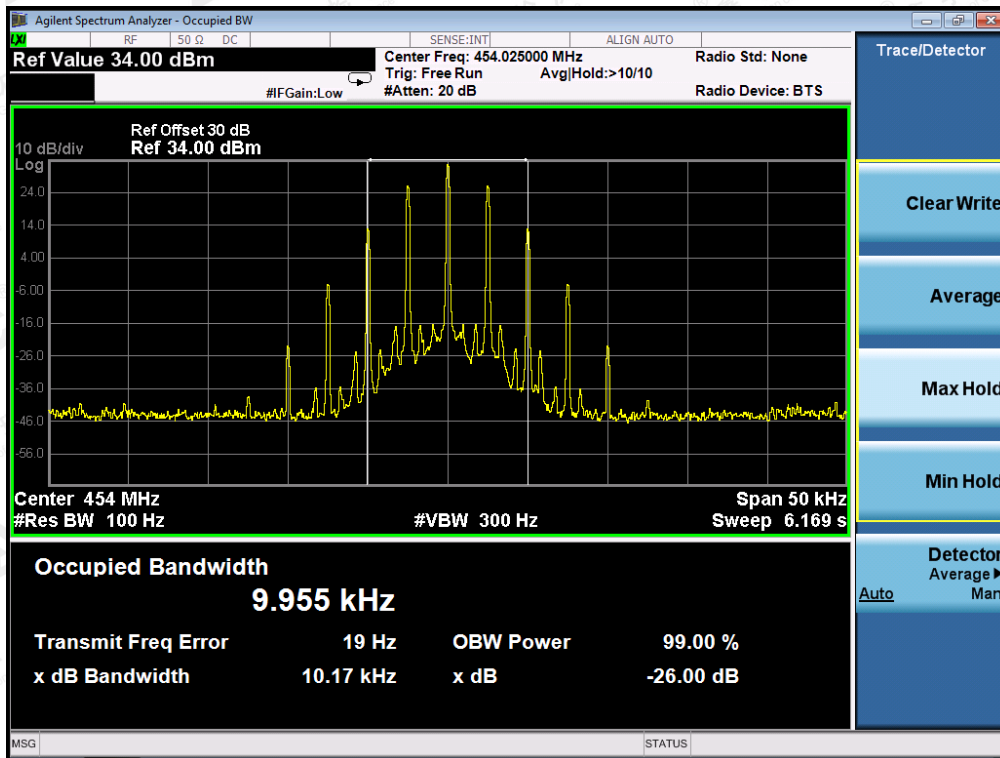 Agilent Spectrum Analyzer - Occupied BW
LXI
RF 50 Ω DC SENSE:INT ALIGN AUTO
Ref Value 34.00 dBm
Center Freq: 454.025000 MHz
Radio Std: None
Trig: Free Run
Avg|Hold:>10/10
#IFGain:Low
#Atten: 20 dB
Radio Device: BTS
Ref Offset 30 dB
10 dB/div
Ref 34.00 dBm
Log
24.0
14.0
4.00
-6.00
-16.0
-26.0
-36.0
-46.0
-56.0
Center 454 MHz
Span 50 kHz
#Res BW 100 Hz
#VBW 300 Hz
Sweep 6.169 s
Occupied Bandwidth
9.955 kHz
Transmit Freq Error 19 Hz OBW Power 99.00 %
x dB Bandwidth 10.17 kHz x dB -26.00 dB
MSG
STATUS
Trace/Detector
Clear Write
Average
Max Hold
Min Hold
Detector
Average▶
Auto Man